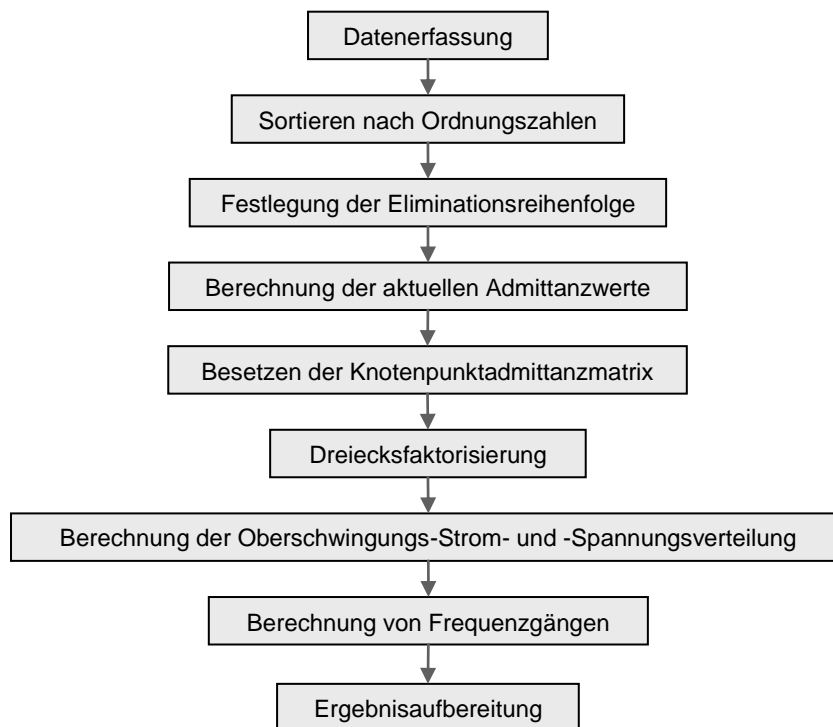 Datenerfassung
Sortieren nach Ordnungszahlen
Festlegung der Eliminationsreihenfolge
Berechnung der aktuellen Admittanzwerte
Besetzen der Knotenpunktadmittanzmatrix
Dreiecksfaktorisierung
Berechnung der Oberschwingungs-Strom- und -Spannungsverteilung
Berechnung von Frequenzgängen
Ergebnisaufbereitung